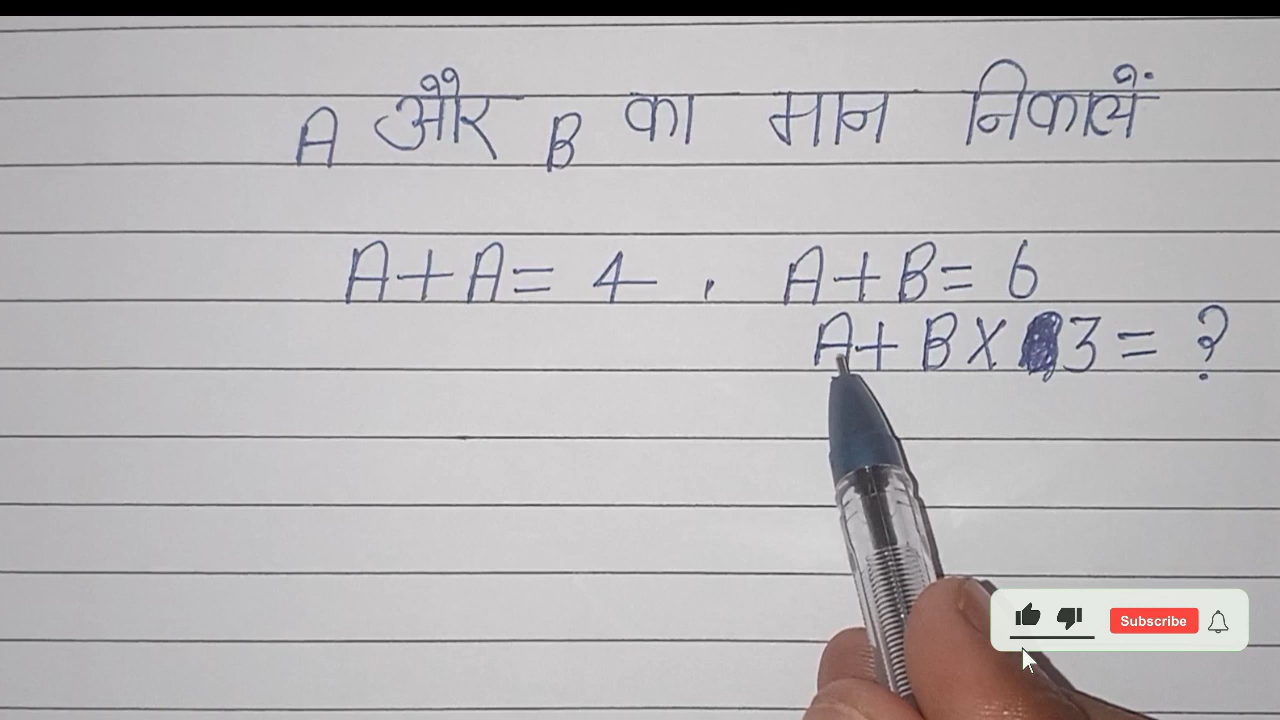 A और B का मान निकालें
A+A= 4 , A+B= 6
A+ B× 3 = ?
Subscribe